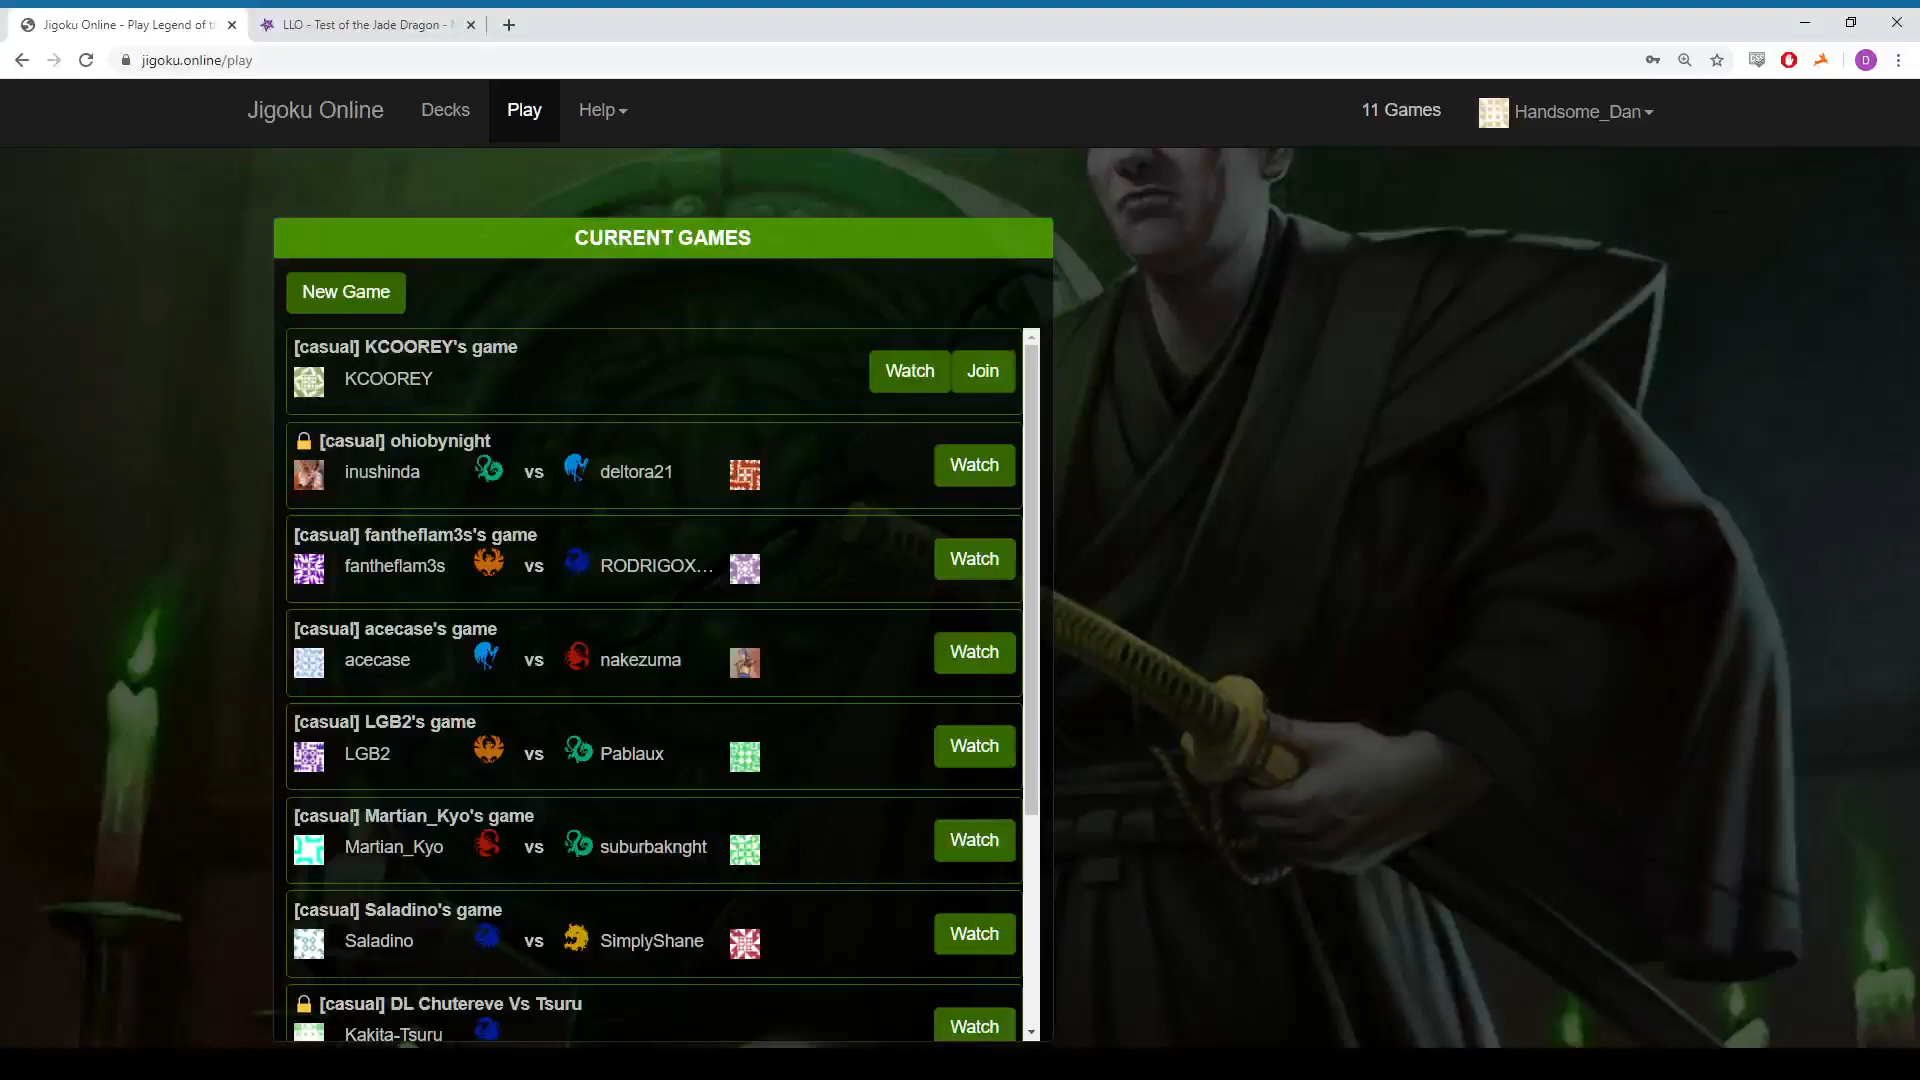 Jigoku Online - Play Legend of t
LLO - Test of the Jade Dragon -
jigoku.online/play
D
Jigoku Online
Decks
Play
Help
11 Games
Handsome_Dan
CURRENT GAMES
New Game
[casual] KCOOREY's game
KCOOREY
Watch
Join
[casual] ohiobynight
inushinda vs deltora21
Watch
[casual] fantheflam3s's game
fantheflam3s vs RODRIGOX...
Watch
[casual] acecase's game
acecase vs nakezuma
Watch
[casual] LGB2's game
LGB2 vs Pablaux
Watch
[casual] Martian_Kyo's game
Martian_Kyo vs suburbaknght
Watch
[casual] Saladino's game
Saladino vs SimplyShane
Watch
[casual] DL Chutereve Vs Tsuru
Kakita-Tsuru
Watch